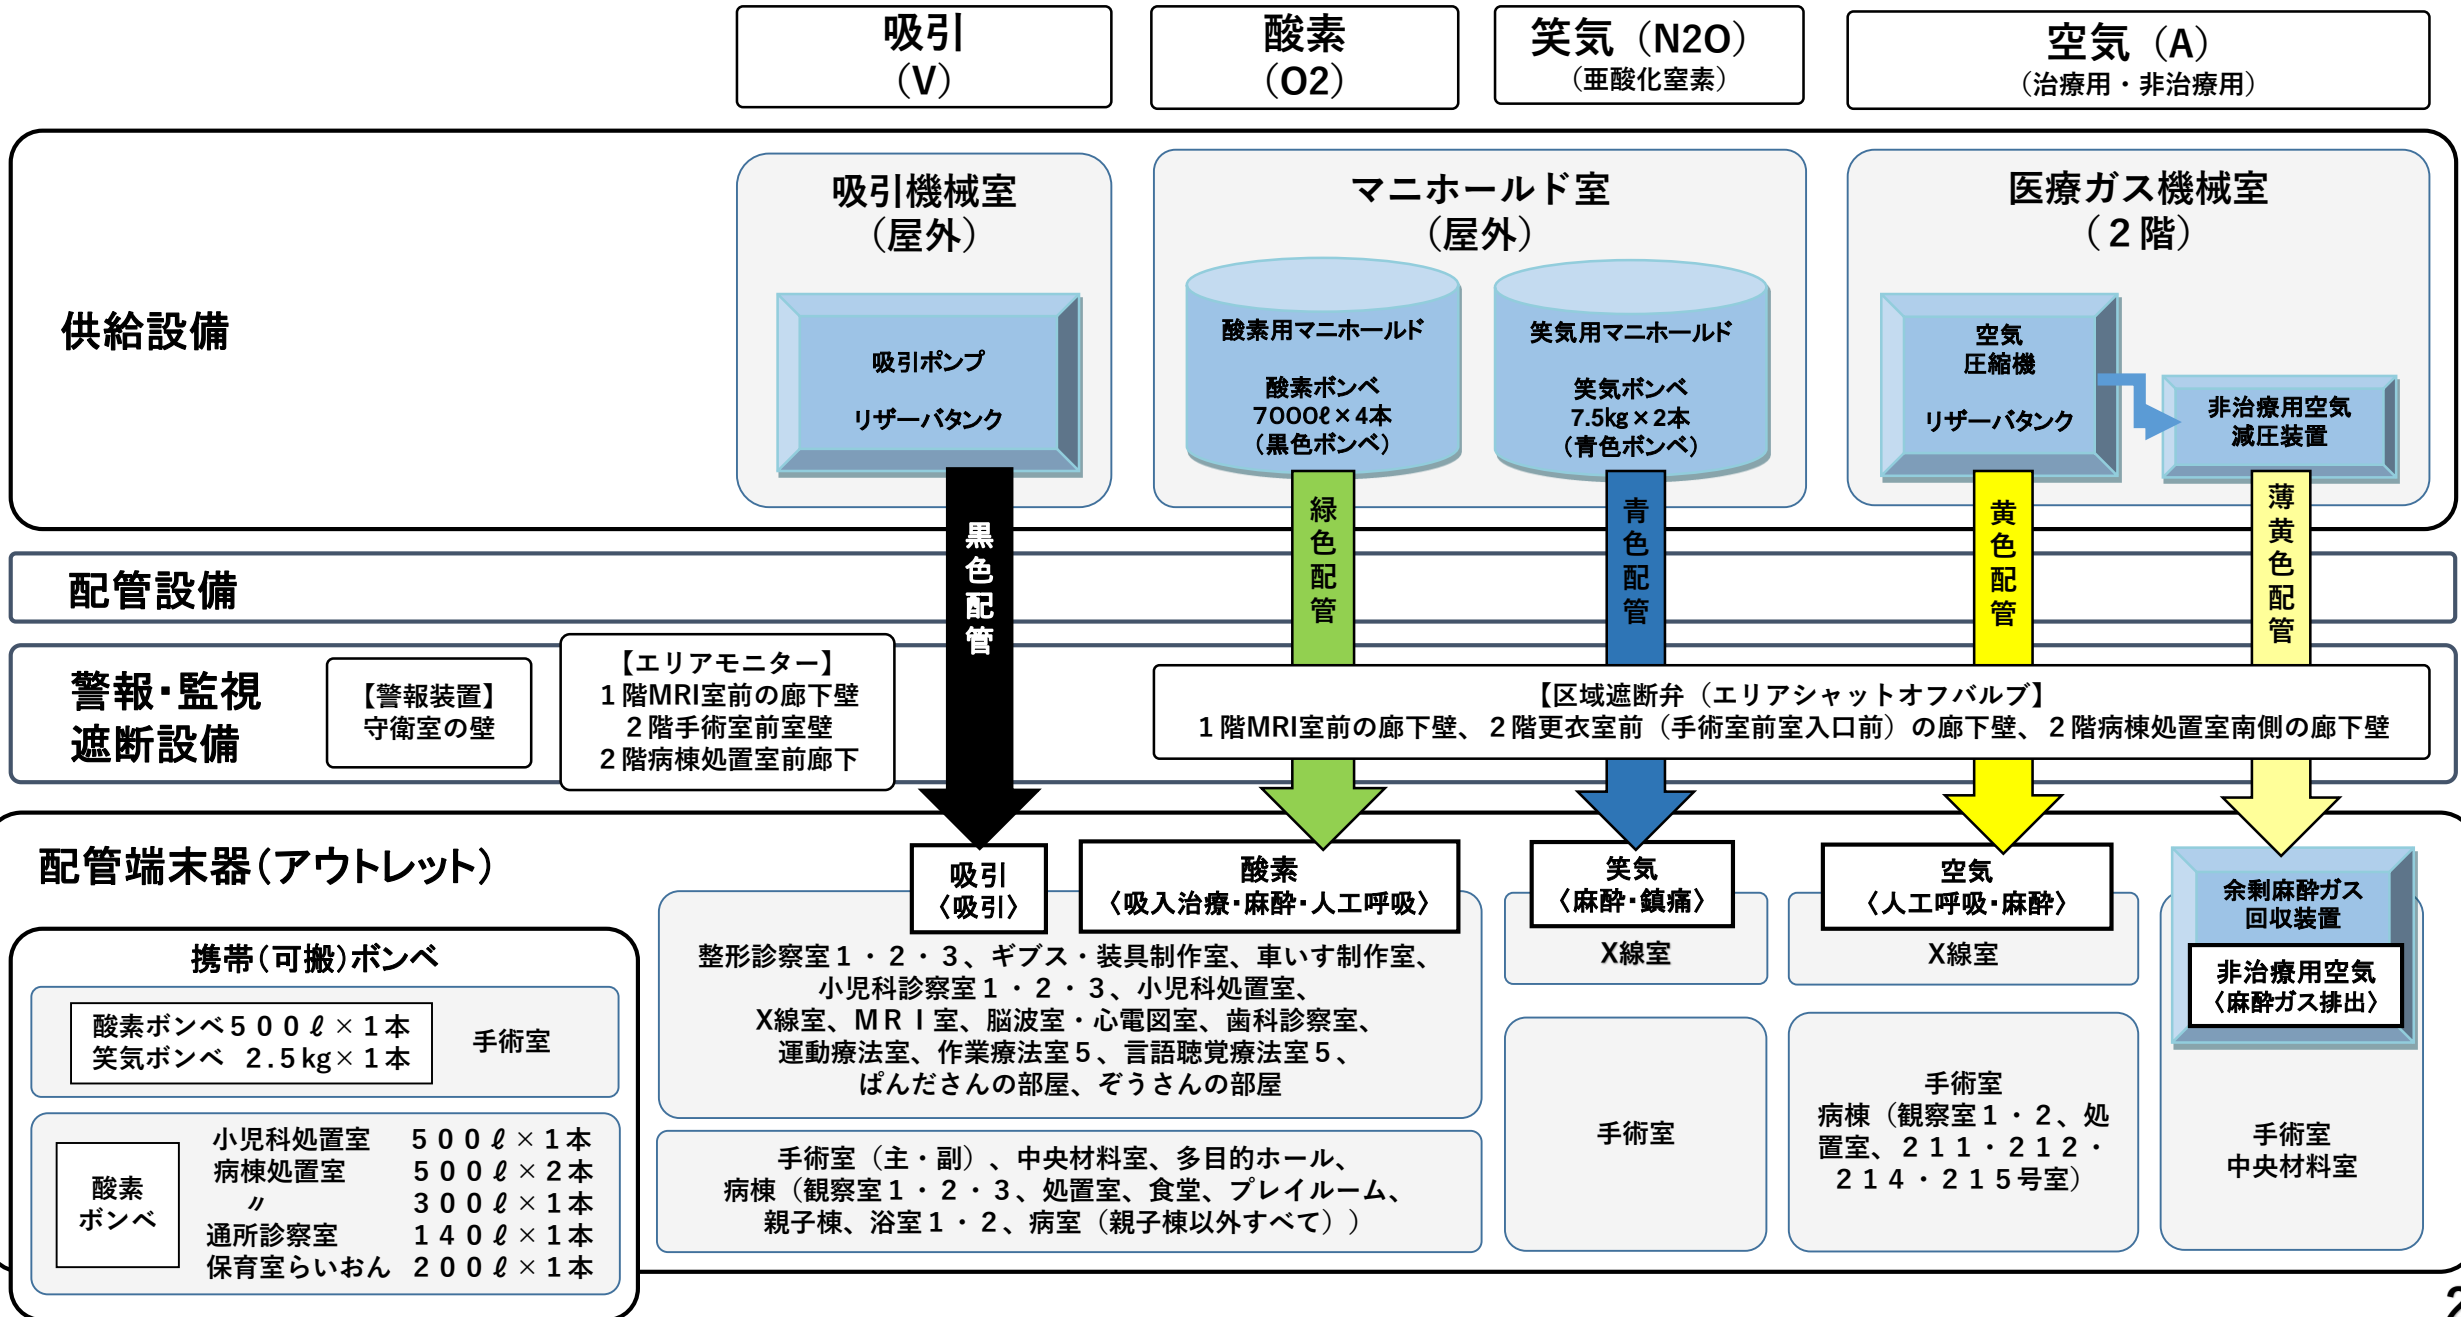 吸引
（V）
酸素
（O2）
笑気（N2O）
（亜酸化窒素）
空気（A）
（治療用・非治療用）
供給設備
吸引機械室
（屋外）
吸引ポンプ
リザーバタンク
マニホールド室
（屋外）
酸素用マニホールド
酸素ボンベ
7000ℓ×4本
（黒色ボンベ）
笑気用マニホールド
笑気ボンベ
7.5kg×2本
（青色ボンベ）
医療ガス機械室
（２階）
空気
圧縮機
リザーバタンク
非治療用空気
減圧装置
黒色配管
緑色配管
青色配管
黄色配管
薄黄色配管
配管設備
警報・監視
遮断設備
【警報装置】
守衛室の壁
【エリアモニター】
１階MRI室前の廊下壁
２階手術室前室壁
２階病棟処置室前廊下
【区域遮断弁（エリアシャットオフバルブ】
１階MRI室前の廊下壁、２階更衣室前（手術室前室入口前）の廊下壁、２階病棟処置室南側の廊下壁
配管端末器（アウトレット）
吸引
〈吸引〉
酸素
〈吸入治療・麻酔・人工呼吸〉
笑気
〈麻酔・鎮痛〉
空気
〈人工呼吸・麻酔〉
余剰麻酔ガス
回収装置
非治療用空気
〈麻酔ガス排出〉
携帯（可搬）ボンベ
酸素ボンベ５００ℓ×１本
笑気ボンベ 2.5kg×１本
手術室
酸素
ボンベ
小児科処置室 ５００ℓ×１本
病棟処置室 ５００ℓ×２本
〃 ３００ℓ×１本
通所診察室 １４０ℓ×１本
保育室らいおん ２００ℓ×１本
整形診察室１・２・３、ギブス・装具制作室、車いす制作室、
小児科診察室１・２・３、小児科処置室、
X線室、ＭＲＩ室、脳波室・心電図室、歯科診察室、
運動療法室、作業療法室５、言語聴覚療法室５、
ぱんださんの部屋、ぞうさんの部屋
手術室（主・副）、中央材料室、多目的ホール、
病棟（観察室１・２・３、処置室、食堂、プレイルーム、
親子棟、浴室１・２、病室（親子棟以外すべて））
X線室
手術室
X線室
手術室
病棟（観察室１・２、処
置室、２１１・２１２・
２１４・２１５号室）
手術室
中央材料室
2